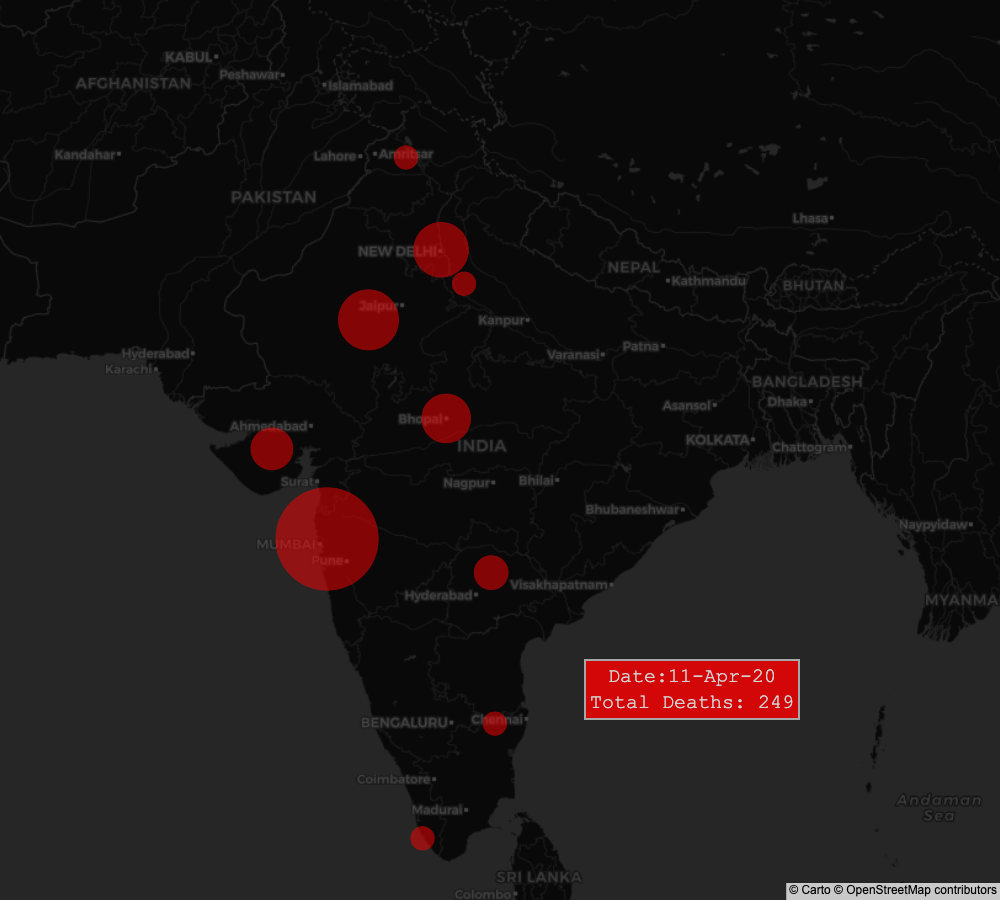 KABUL
Peshawar
AFGHANISTAN
Islamabad
Kandahar
Lahore
Amritsar
PAKISTAN
Lhasa
NEW DELHI
NEPAL
Kathmandu
BHUTAN
Jaipur
Kanpur
Hyderabad
Karachi
Varanasi
Patna
BANGLADESH
Dhaka
Asansol
Ahmedabad
Bhopal
INDIA
KOLKATA
Chattogram
Surat
Nagpur
Bhilai
Bhubaneshwar
Naypyidaw
MUMBAI
Pune
Hyderabad
Visakhapatnam
MYANMA
Date:11-Apr-20
Total Deaths: 249
BENGALURU
Chennai
Coimbatore
Madurai
Andaman
Sea
SRI LANKA
Colombo
© Carto © OpenStreetMap contributors